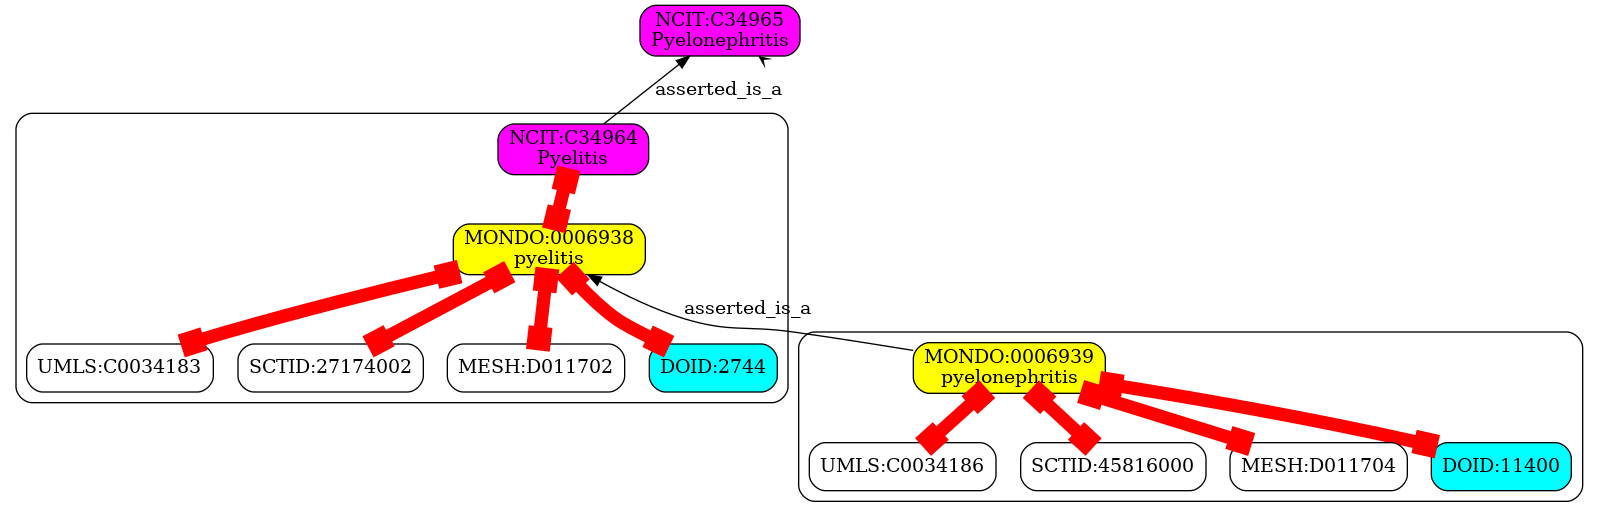 NCIT:C34965
Pyelonephritis
asserted_is_a
NCIT:C34964
Pyelitis
MONDO:0006938
pyelitis
asserted_is_a
UMLS:C0034183
SCTID:27174002
MESH:D011702
DOID:2744
MONDO:0006939
pyelonephritis
UMLS:C0034186
SCTID:45816000
MESH:D011704
DOID:11400